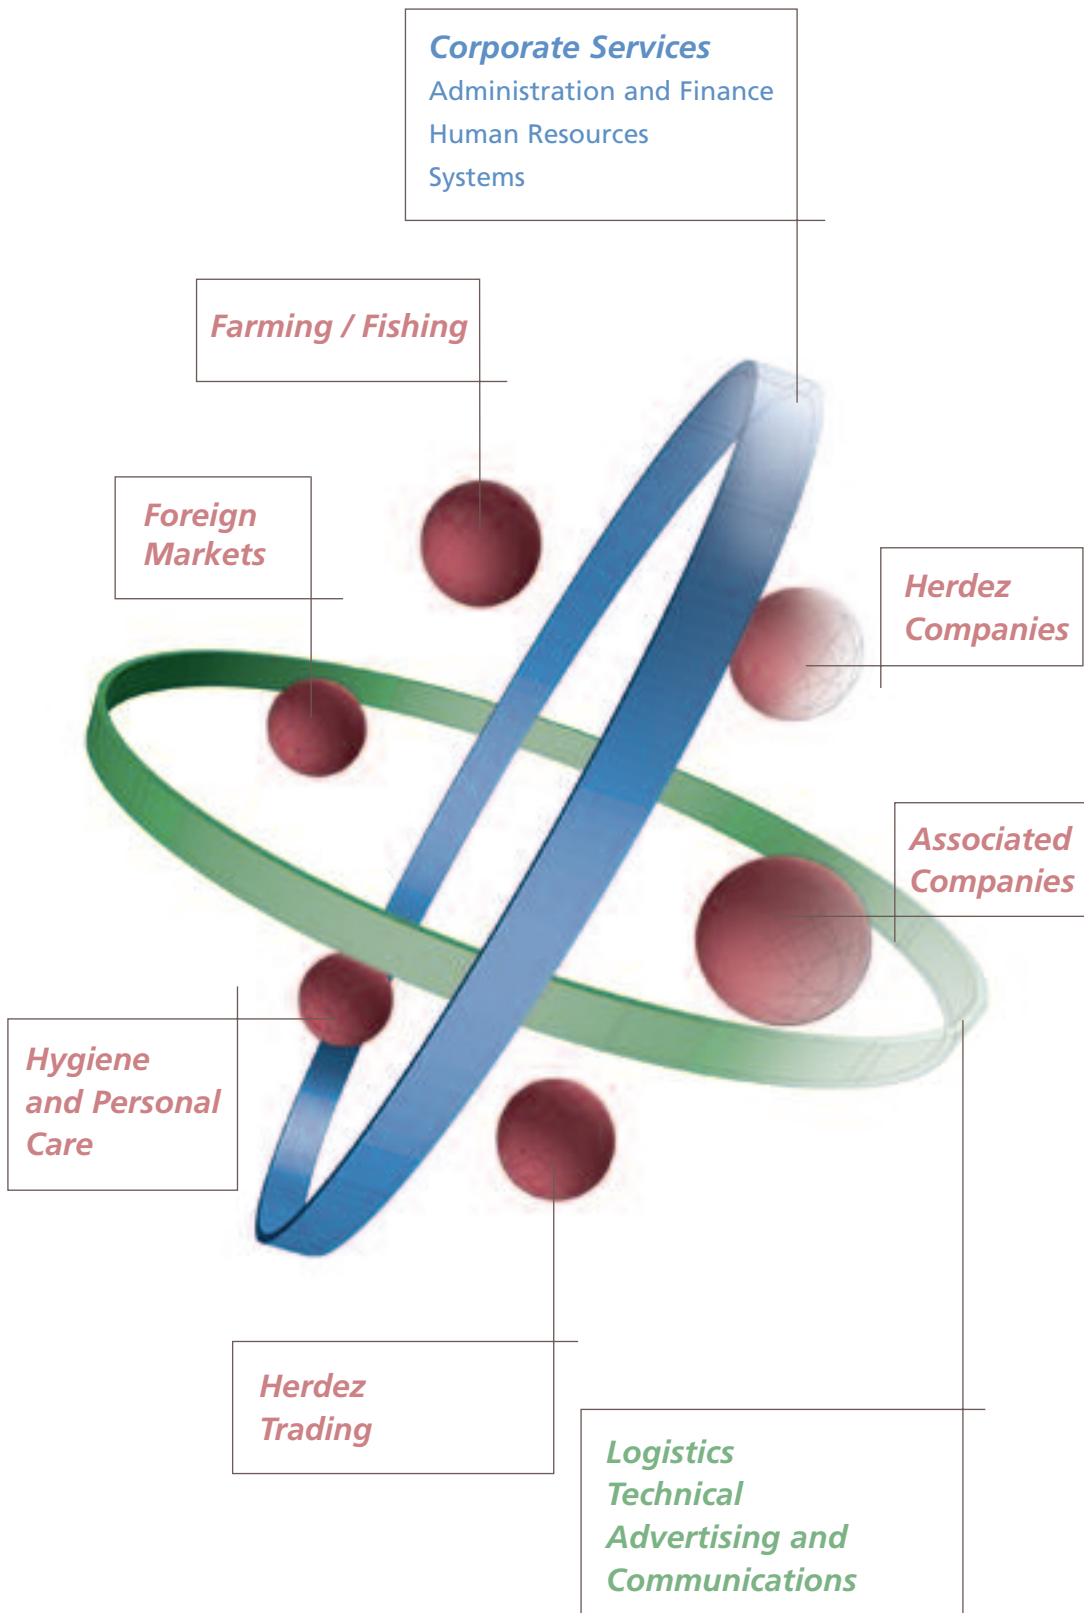 Corporate Services
Administration and Finance
Human Resources
Systems
Farming / Fishing
Foreign
Markets
Herdez
Companies
Associated
Companies
Hygiene
and Personal
Care
Herdez
Trading
Logistics
Technical
Advertising and
Communications